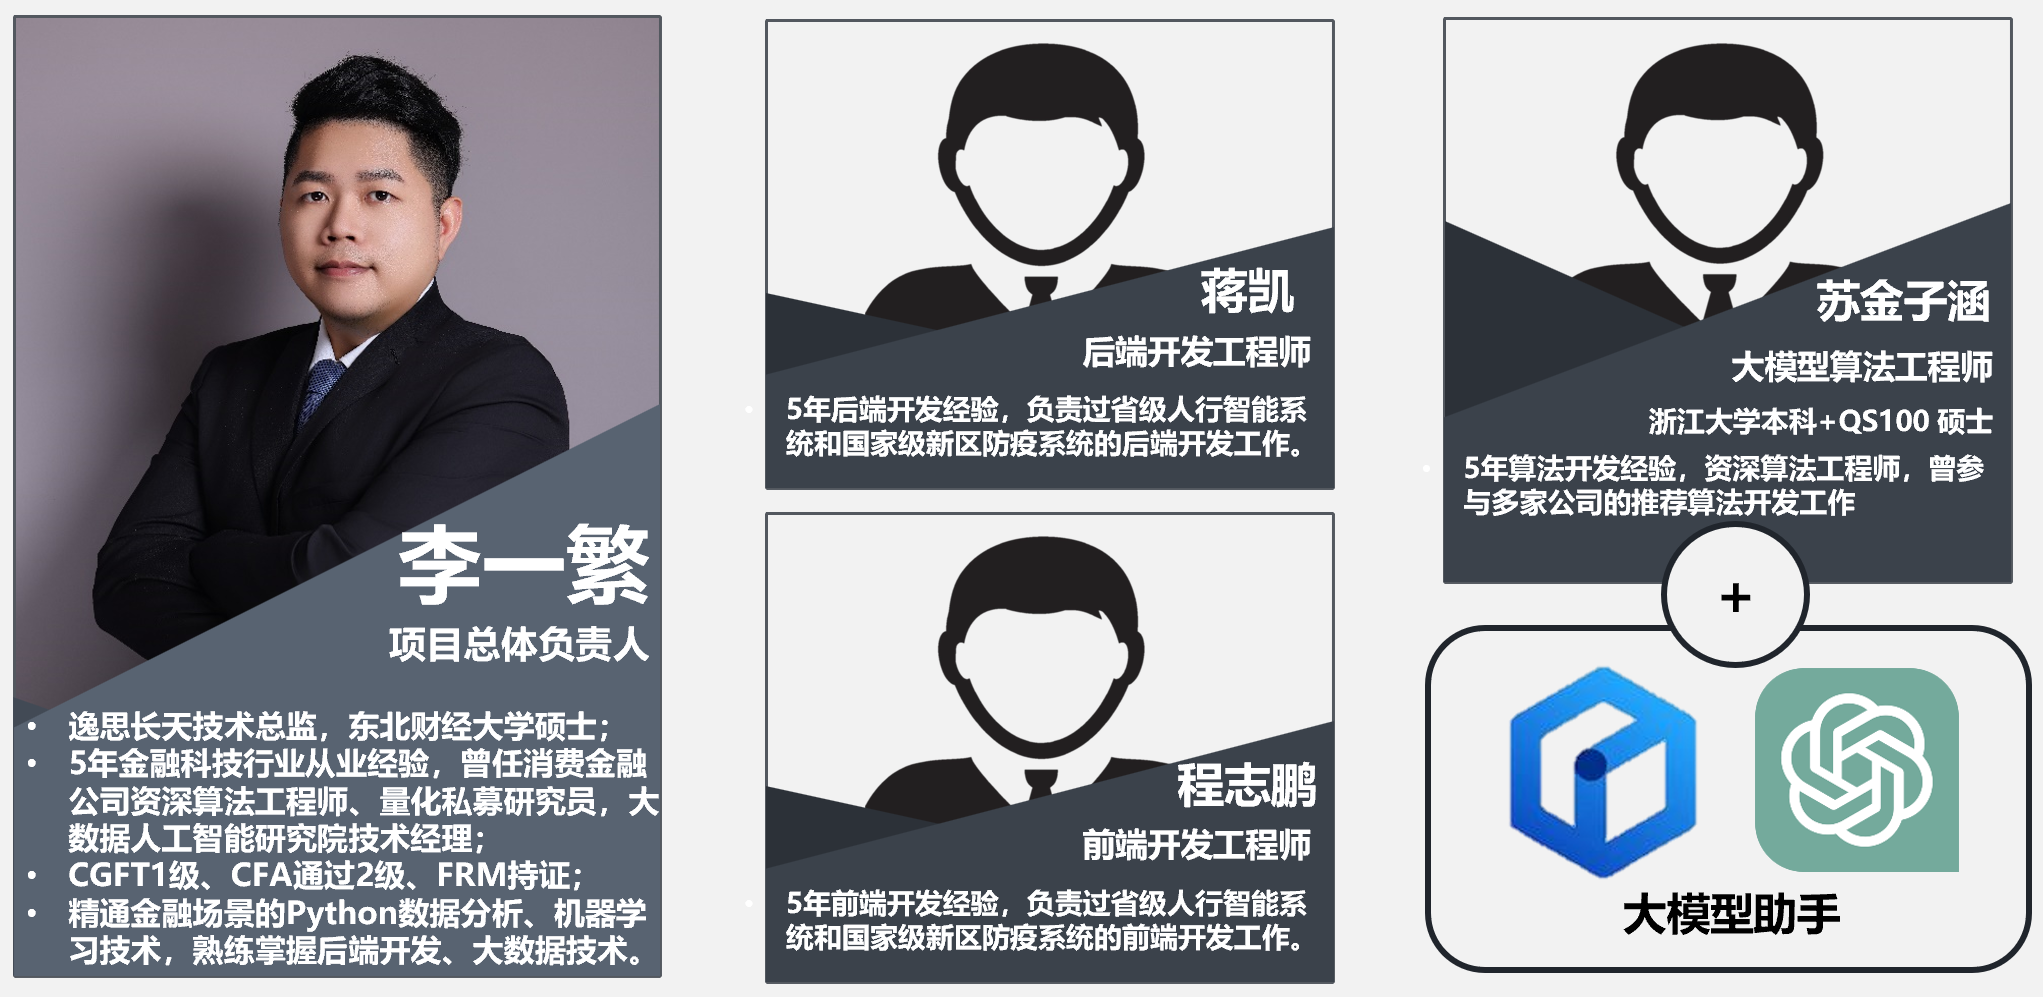 李一繁
项目总体负责人
• 逸思长天技术总监，东北财经大学硕士；
• 5年金融科技行业从业经验，曾任消费金融
公司资深算法工程师、量化私募研究员，大
数据人工智能研究院技术经理；
• CGFT1级、CFA通过2级、FRM持证；
• 精通金融场景的Python数据分析、机器学
习技术，熟练掌握后端开发、大数据技术。
蒋凯
后端开发工程师
• 5年后端开发经验，负责过省级人行智能系
统和国家级新区防疫系统的后端开发工作。
程志鹏
前端开发工程师
• 5年前端开发经验，负责过省级人行智能系
统和国家级新区防疫系统的前端开发工作。
苏金子涵
大模型算法工程师
浙江大学本科+QS100 硕士
• 5年算法开发经验，资深算法工程师，曾参
与多家公司的推荐算法开发工作
+
大模型助手